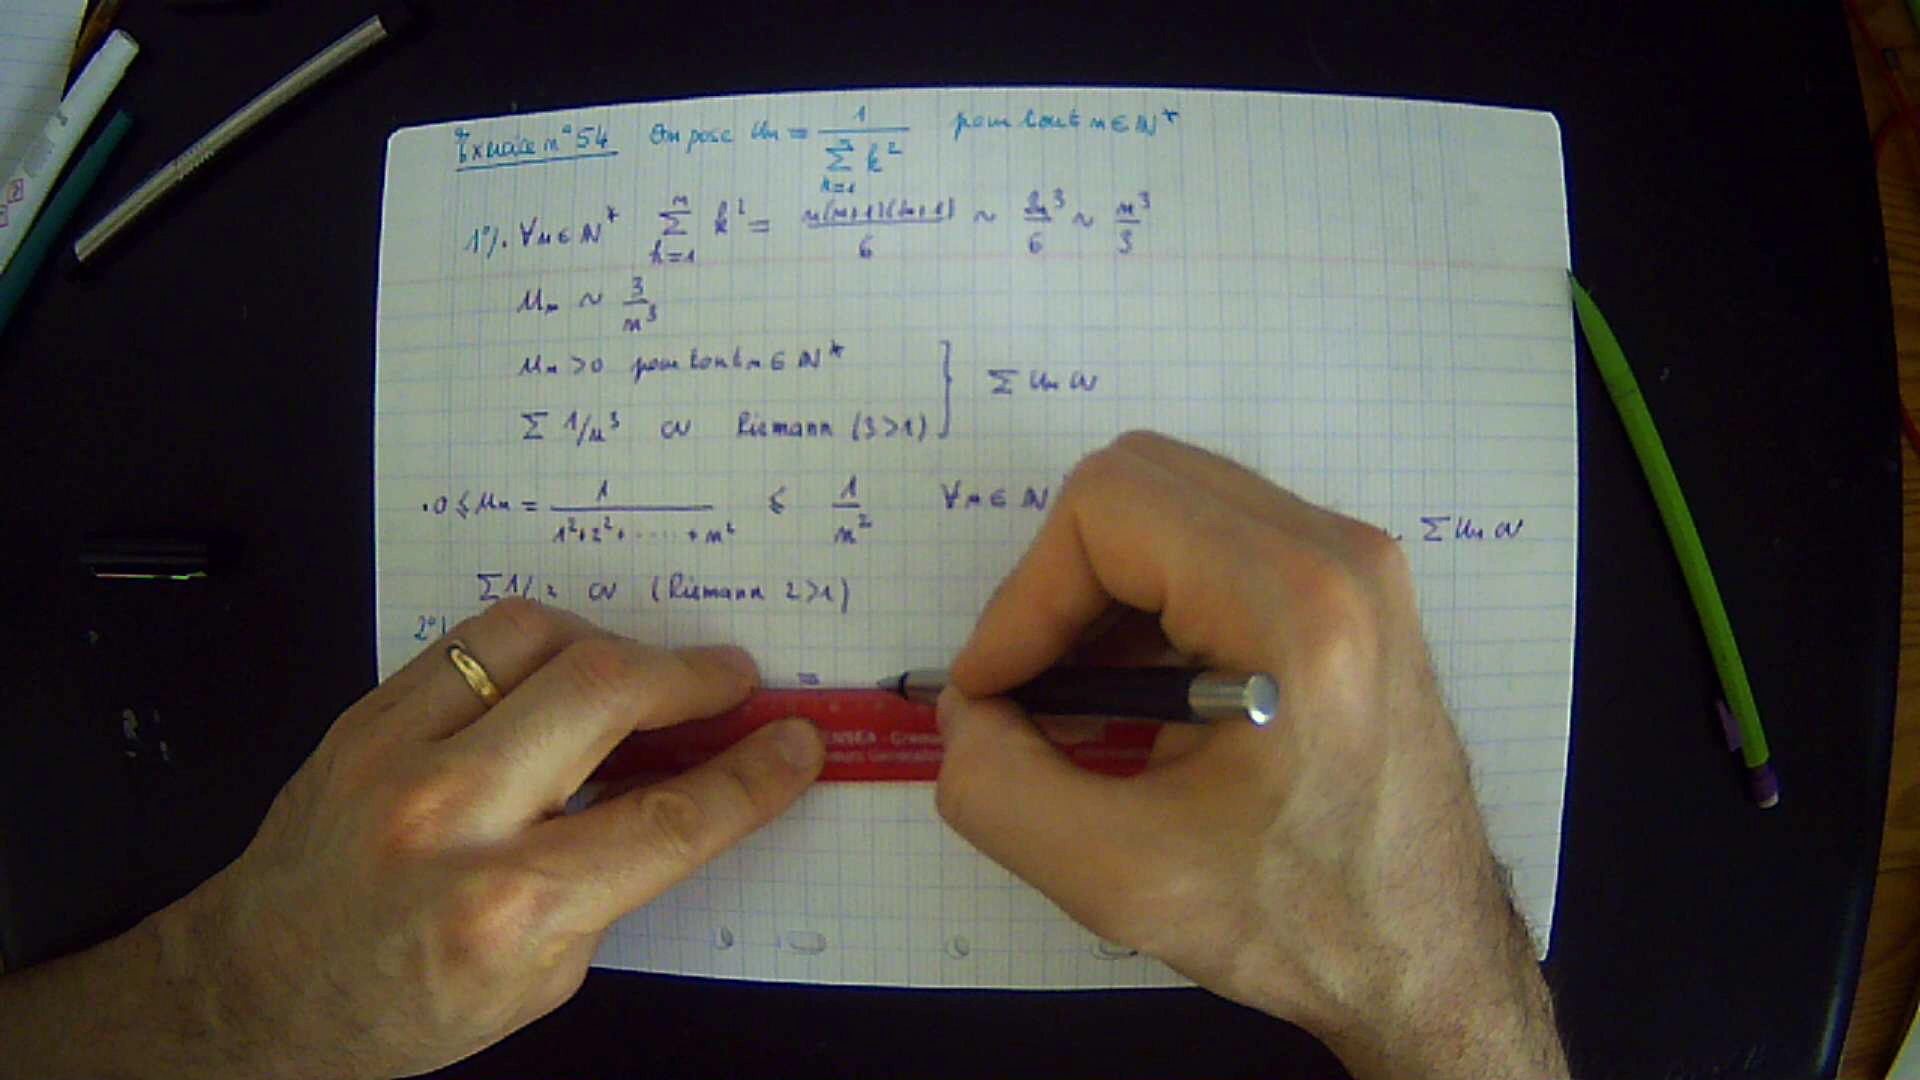 Exercice n°54 On pose Un = 1 / ∑_{k=1}^{n} k² pour tout n ∈ ℕ*
1°/. ∀n ∈ ℕ* ∑_{k=1}^{n} k² = n(n+1)(2n+1)/6 ~ 2n³/6 ~ n³/3
Un ~ 3/n³
Un > 0 pour tout n ∈ ℕ*
∑ Un CV
∑ 1/n³ CV Riemann (3>1)
. 0 ≤ Un = 1/(1²+2²+.....+n²) ≤ 1/n² ∀n ∈ ℕ
∑ Un CV
∑ 1/ 2 CV (Riemann 2>1)
2°/
=
ENSEA